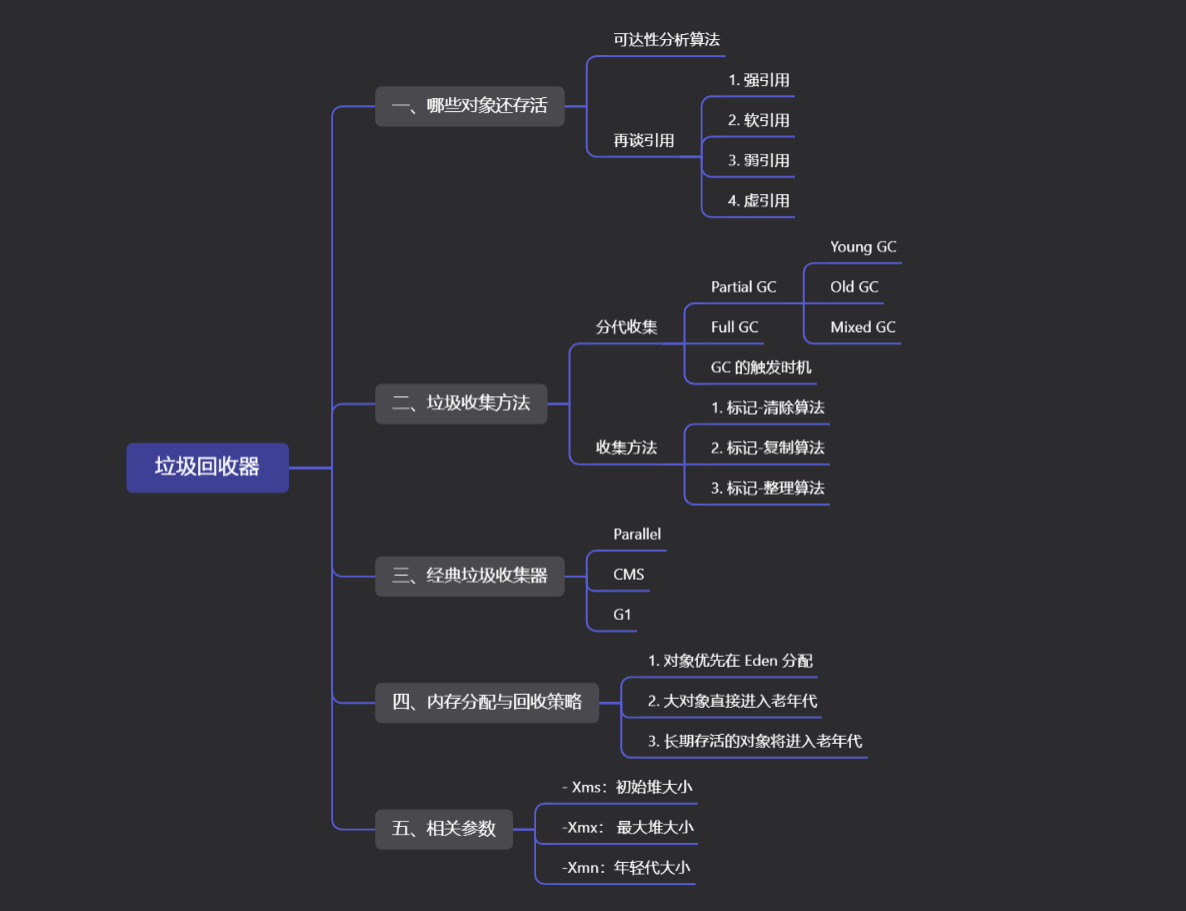 垃圾回收器
一、哪些对象还存活
可达性分析算法
再谈引用
1. 强引用
2. 软引用
3. 弱引用
4. 虚引用
二、垃圾收集方法
分代收集
Partial GC
Young GC
Old GC
Mixed GC
Full GC
GC 的触发时机
收集方法
1. 标记-清除算法
2. 标记-复制算法
3. 标记-整理算法
三、经典垃圾收集器
Parallel
CMS
G1
四、内存分配与回收策略
1. 对象优先在 Eden 分配
2. 大对象直接进入老年代
3. 长期存活的对象将进入老年代
五、相关参数
- Xms：初始堆大小
-Xmx： 最大堆大小
-Xmn：年轻代大小